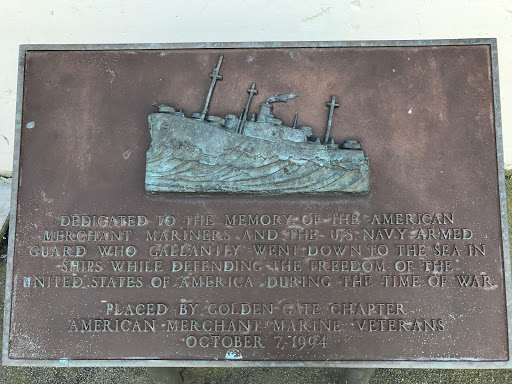 DEDICATED TO THE MEMORY OF THE AMERICAN
MERCHANT MARINERS AND THE U.S. NAVY ARMED
GUARD WHO GALLANTLY WENT DOWN TO THE SEA IN
SHIPS WHILE DEFENDING THE FREEDOM OF THE
UNITED STATES OF AMERICA DURING THE TIME OF WAR
PLACED BY GOLDEN GATE CHAPTER
AMERICAN MERCHANT MARINE VETERANS
OCTOBER 7, 1994